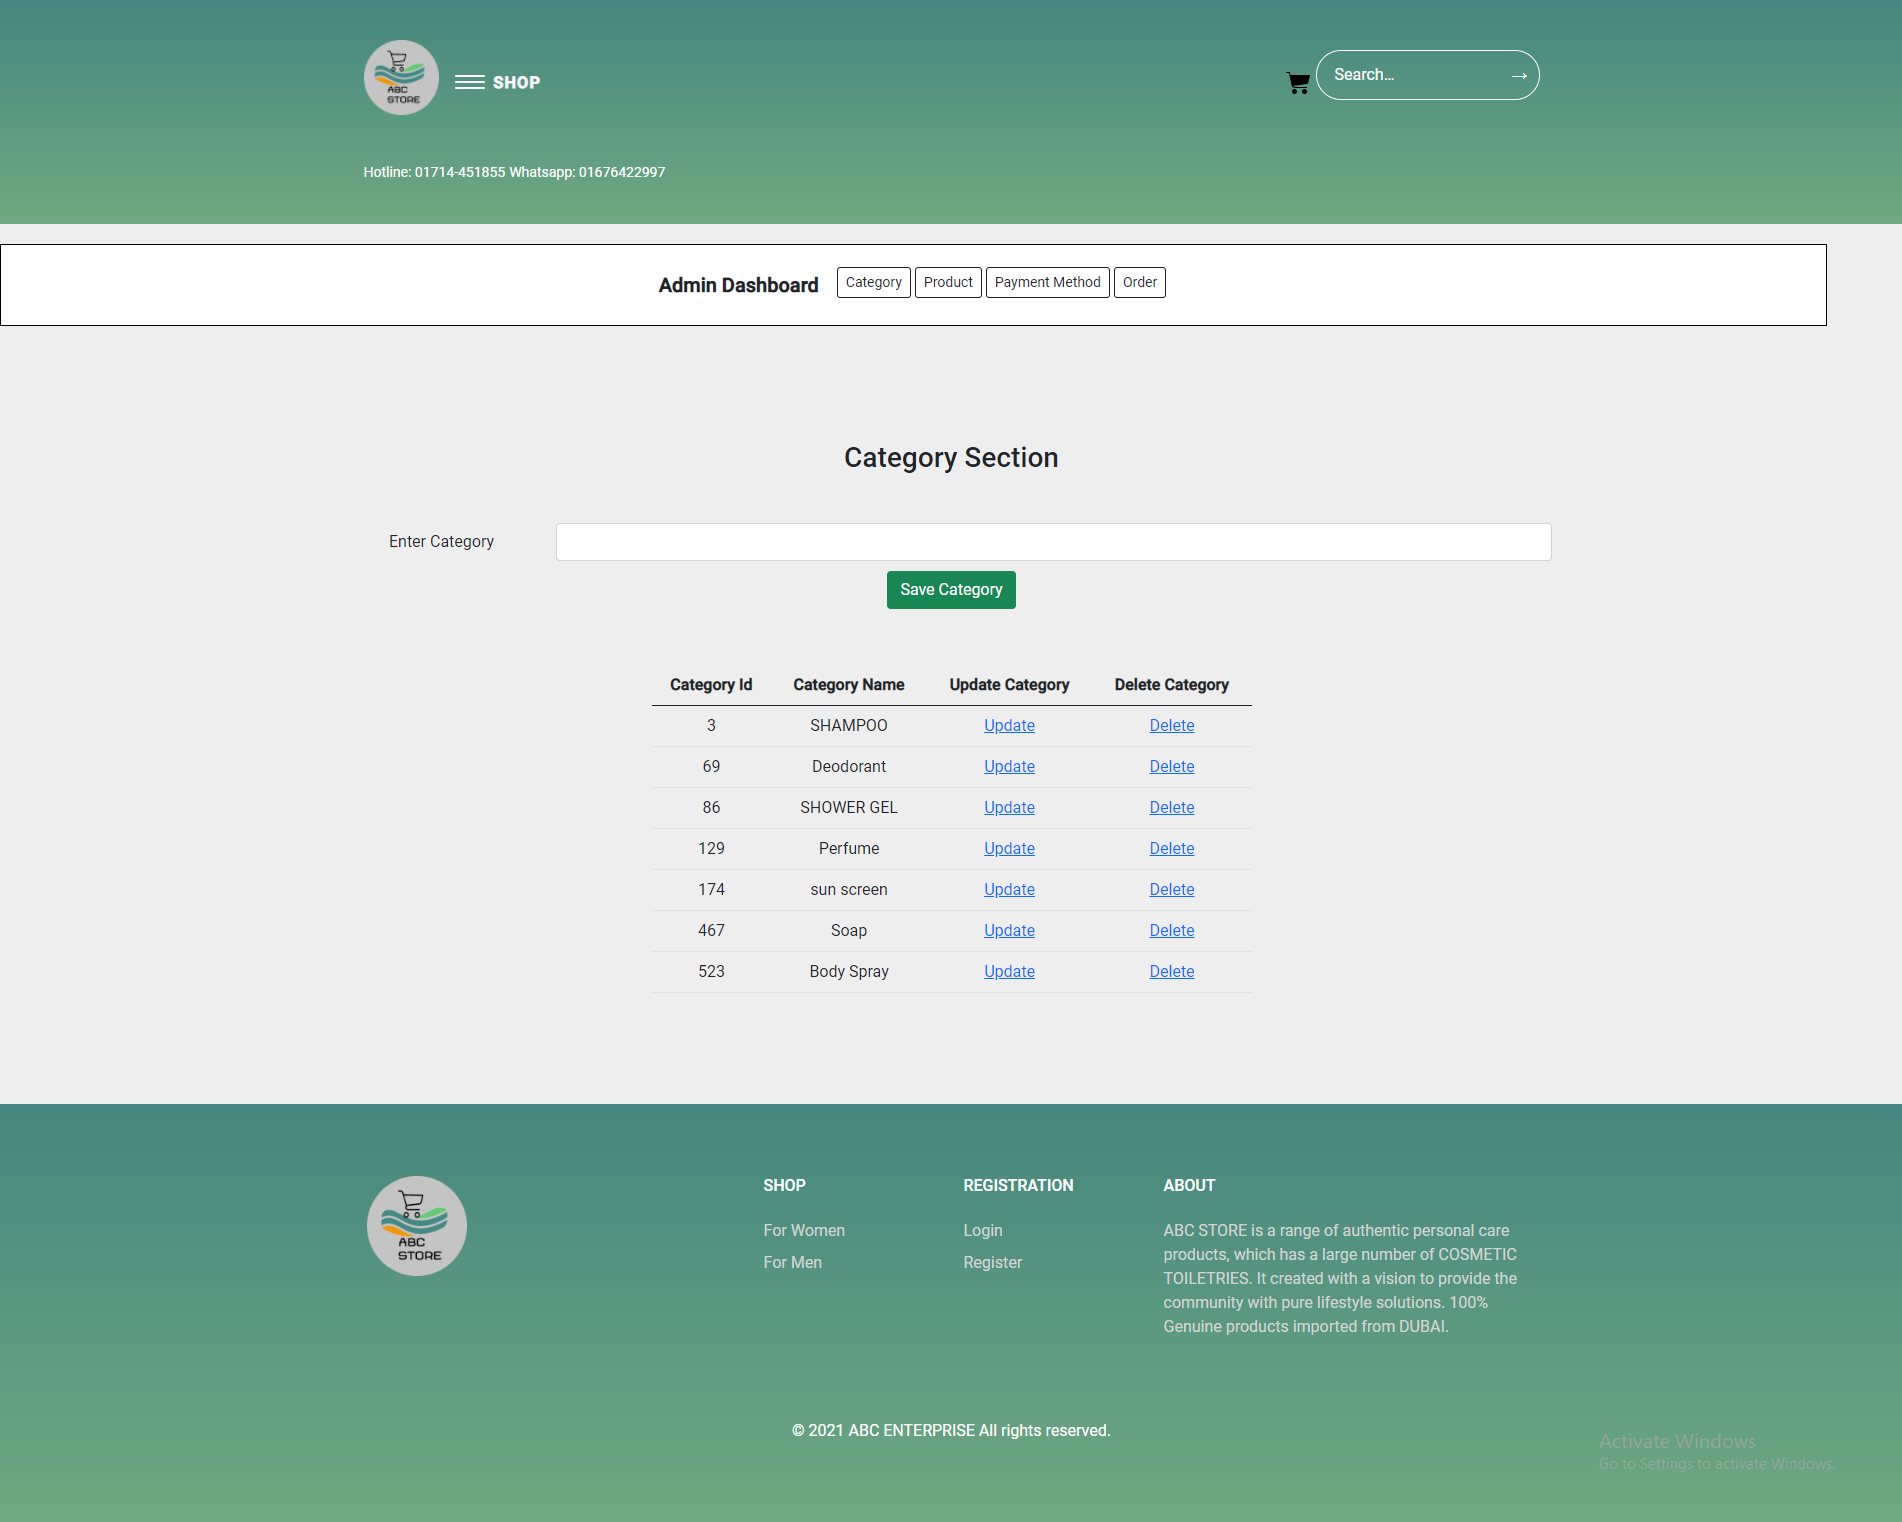 ABC
STORE
SHOP
Search...
→
Hotline: 01714-451855 Whatsapp: 01676422997
Admin Dashboard Category Product Payment Method Order
Category Section
Enter Category
Save Category
Category Id Category Name Update Category Delete Category
3 SHAMPOO Update Delete
69 Deodorant Update Delete
86 SHOWER GEL Update Delete
129 Perfume Update Delete
174 sun screen Update Delete
467 Soap Update Delete
523 Body Spray Update Delete
ABC
STORE
SHOP
For Women
For Men
REGISTRATION
Login
Register
ABOUT
ABC STORE is a range of authentic personal care
products, which has a large number of COSMETIC
TOILETRIES. It created with a vision to provide the
community with pure lifestyle solutions. 100%
Genuine products imported from DUBAI.
© 2021 ABC ENTERPRISE All rights reserved.
Activate Windows
Go to Settings to activate Windows.